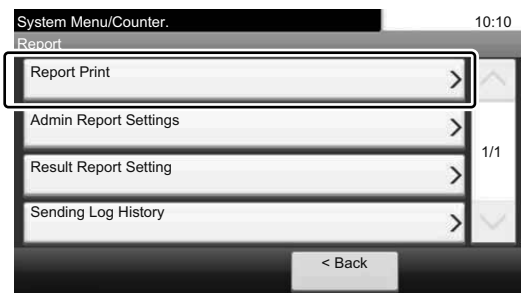 System Menu/Counter. 10:10
Report
Report Print
Admin Report Settings
1/1
Result Report Setting
Sending Log History
< Back